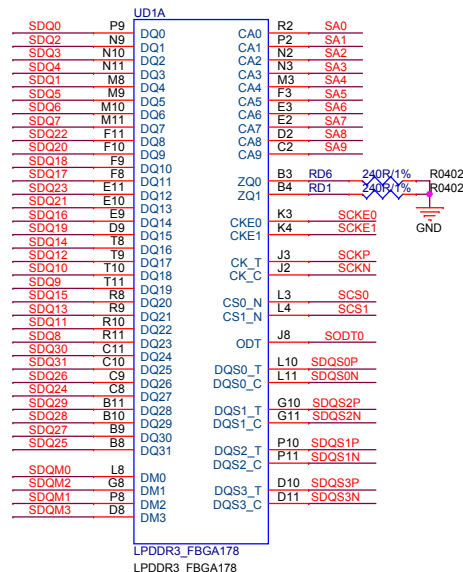 UD1A
SDQ0 P9 DQ0 CA0 R2 SA0
SDQ2 N9 DQ1 CA1 P2 SA1
SDQ3 N10 DQ2 CA2 N2 SA2
SDQ4 N11 DQ3 CA3 N3 SA3
SDQ1 M8 DQ4 CA4 M3 SA4
SDQ5 M9 DQ5 CA5 F3 SA5
SDQ6 M10 DQ6 CA6 E3 SA6
SDQ7 M11 DQ7 CA7 E2 SA7
SDQ22 F11 DQ8 CA8 D2 SA8
SDQ20 F10 DQ9 CA9 C2 SA9
SDQ18 F9 DQ10
SDQ17 F8 DQ11 ZQ0 B3 RD6 240R/1% R0402
SDQ23 E11 DQ12 ZQ1 B4 RD1 240R/1% R0402
SDQ21 E10 DQ13
SDQ16 E9 DQ14 CKE0 K3 SCKE0
SDQ19 D9 DQ15 CKE1 K4 SCKE1
GND
SDQ14 T8 DQ16
SDQ12 T9 DQ17 CK_T J3 SCKP
SDQ10 T10 DQ18 CK_C J2 SCKN
SDQ9 T11 DQ19
SDQ15 R8 DQ20 CS0_N L3 SCS0
SDQ13 R9 DQ21 CS1_N L4 SCS1
SDQ11 R10 DQ22
SDQ8 R11 DQ23 ODT J8 SODT0
SDQ30 C11 DQ24
SDQ31 C10 DQ25 DQS0_T L10 SDQS0P
SDQ26 C9 DQ26 DQS0_C L11 SDQS0N
SDQ24 C8 DQ27
SDQ29 B11 DQ28 DQS1_T G10 SDQS2P
SDQ28 B10 DQ29 DQS1_C G11 SDQS2N
SDQ27 B9 DQ30
SDQ25 B8 DQ31 DQS2_T P10 SDQS1P
DQS2_C P11 SDQS1N
SDQM0 L8 DM0
SDQM2 G8 DM1 DQS3_T D10 SDQS3P
SDQM1 P8 DM2 DQS3_C D11 SDQS3N
SDQM3 D8 DM3
LPDDR3_FBGA178
LPDDR3_FBGA178